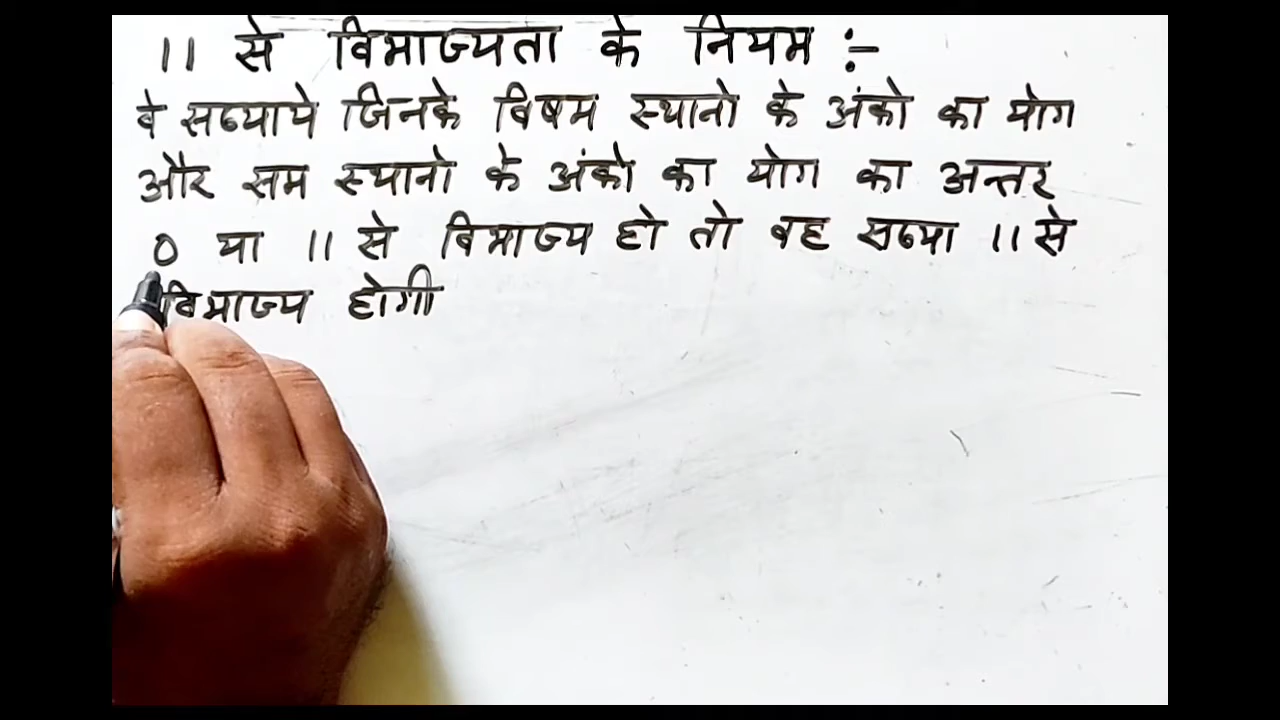 11 से विभाज्यता के नियम :-
वे सख्याये जिनके विषम स्थानो के अंको का योग
और सम स्थानो के अंको का योग का अन्तर
0 या 11 से विभाज्य हो तो वह सख्या 11 से
विभाज्य होगी